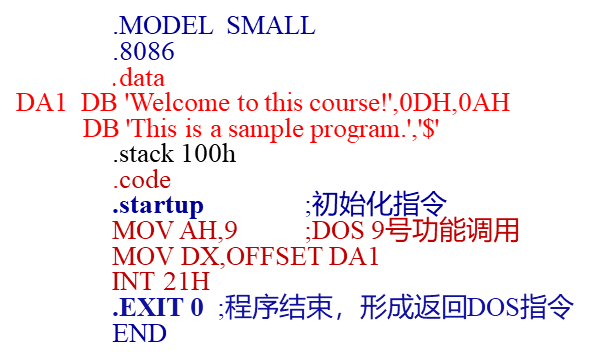 .MODEL  SMALL
.8086
.data
DA1  DB 'Welcome to this course!',0DH,0AH
DB 'This is a sample program.','$'
.stack 100h
.code
.startup ;初始化指令
MOV AH,9 ;DOS 9号功能调用
MOV DX,OFFSET DA1
INT 21H
.EXIT 0  ;程序结束，形成返回DOS指令
END